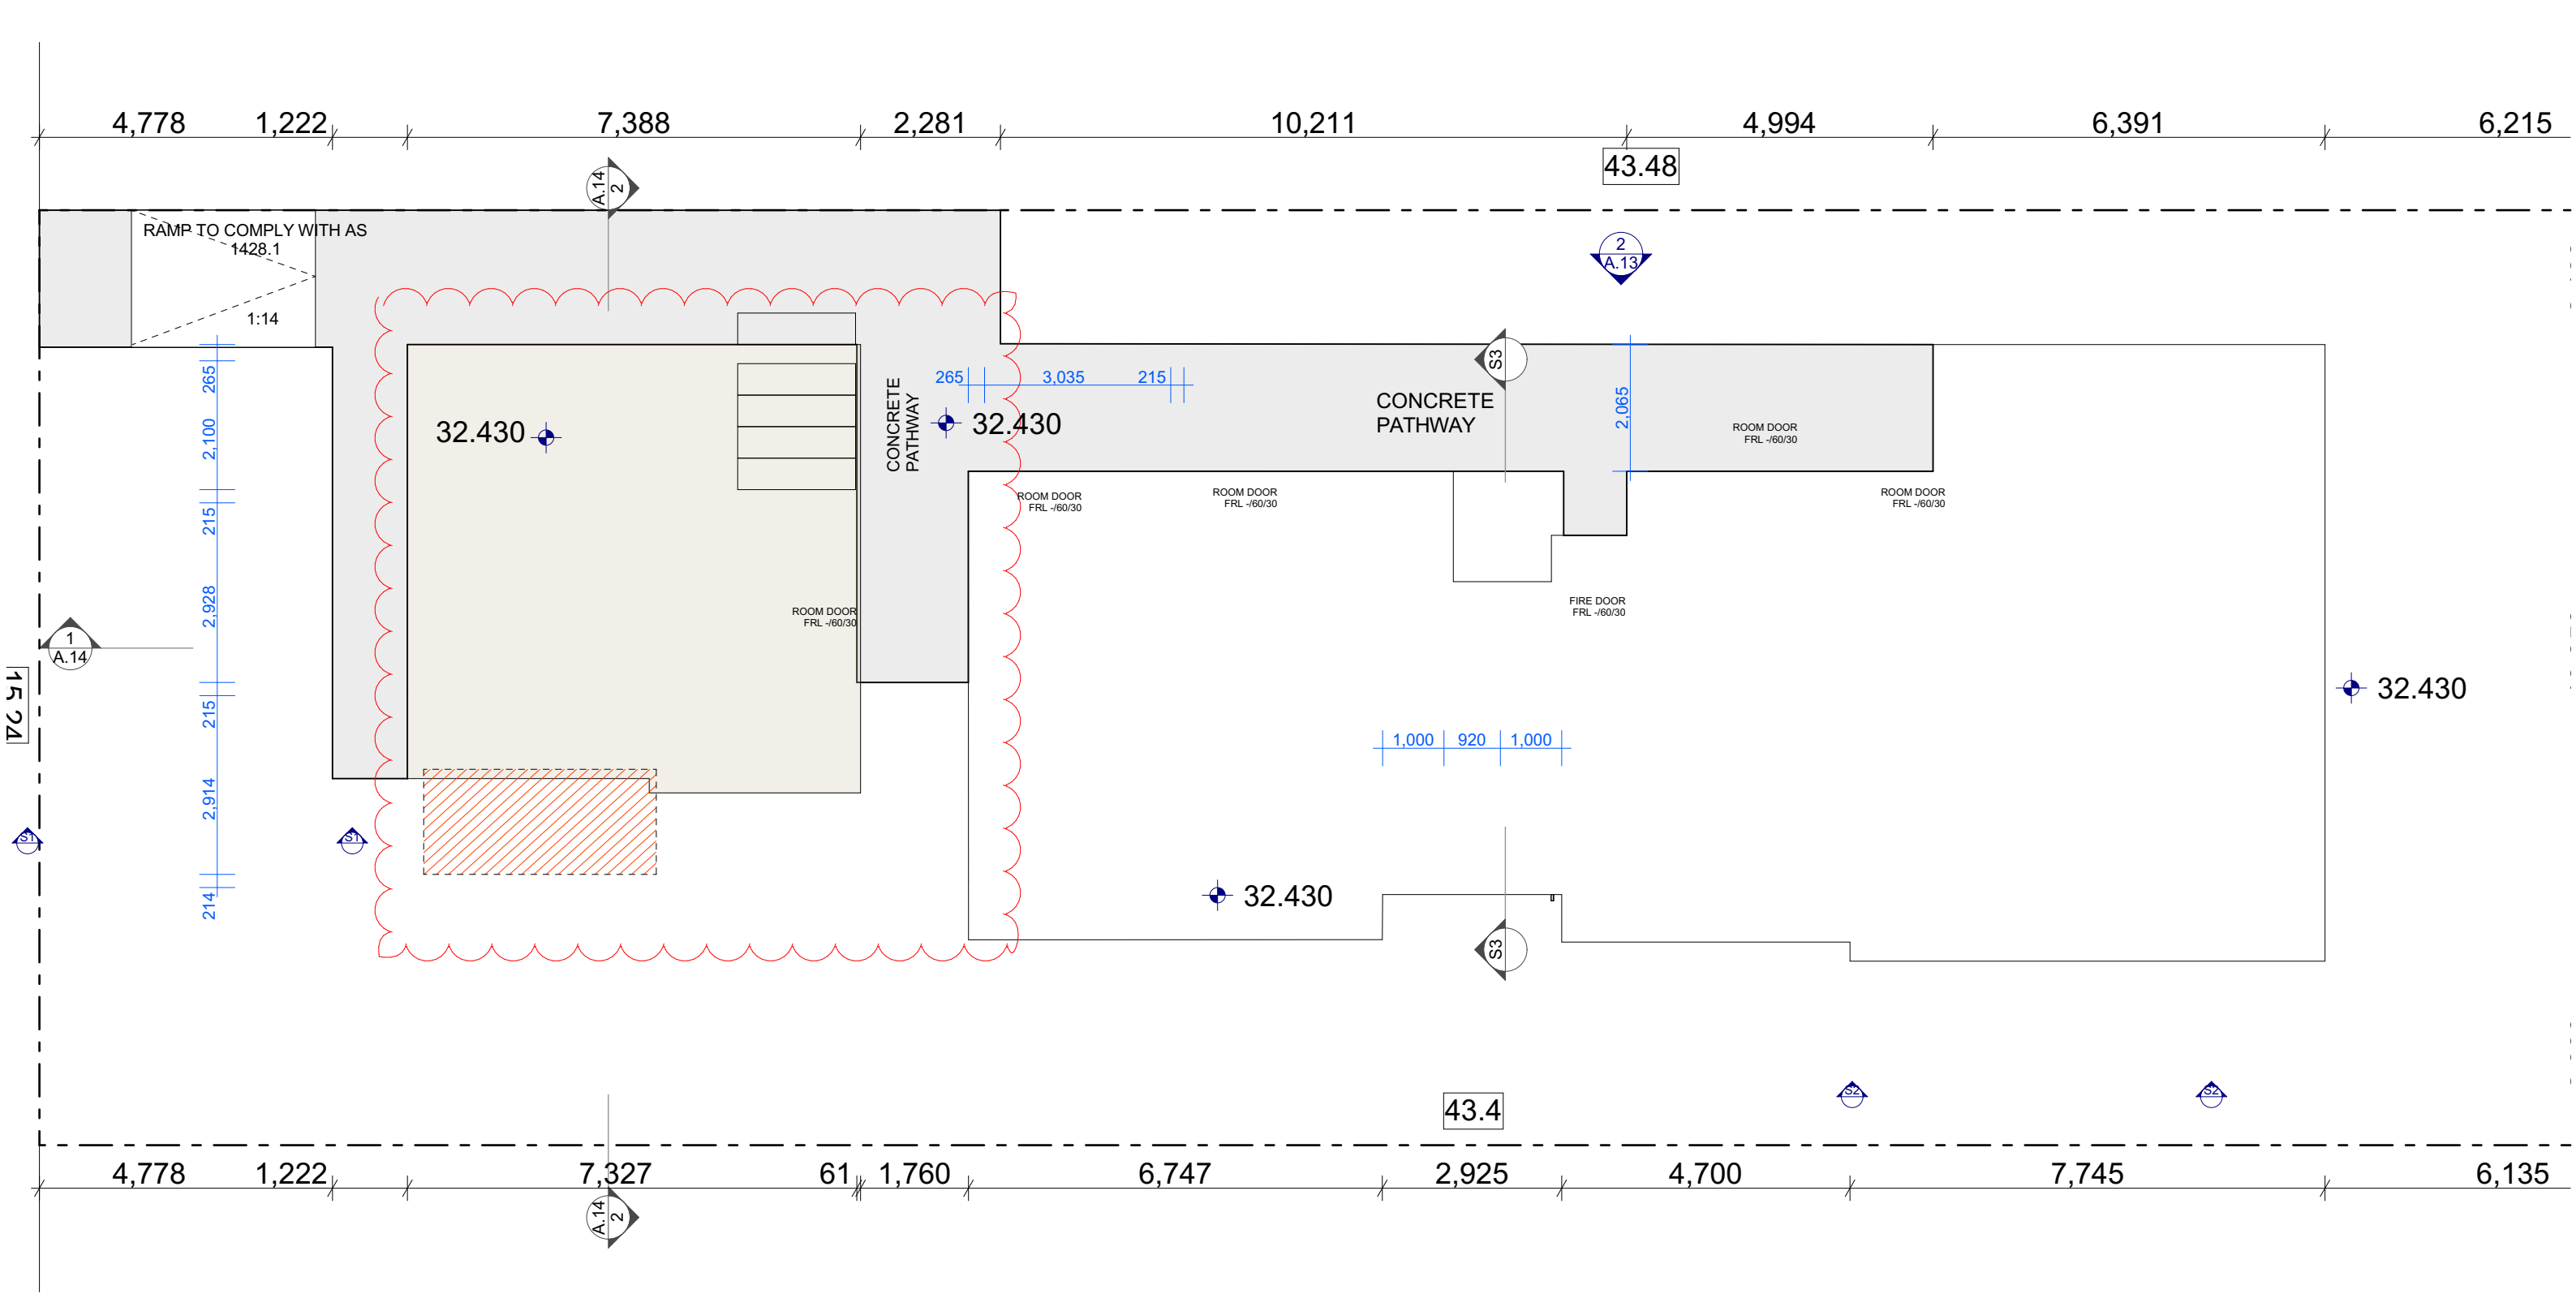 4,778 1,222 7,388 2,281 10,211 4,994 6,391 6,215
43.48
A.14
2
RAMP TO COMPLY WITH AS
1428.1
1:14
2
A.13
265
2,100
215
2,928
215
2,914
214
265 3,035 215
S3
2,065
CONCRETE
PATHWAY
32.430
32.430
CONCRETE
PATHWAY
ROOM DOOR
FRL -/60/30
ROOM DOOR
FRL -/60/30
ROOM DOOR
FRL -/60/30
ROOM DOOR
FRL -/60/30
ROOM DOOR
FRL -/60/30
FIRE DOOR
FRL -/60/30
1
A.14
15.24
32.430
1,000 920 1,000
S1
S1
32.430
S3
43.4
S2
S2
4,778 1,222 7,327 61 1,760 6,747 2,925 4,700 7,745 6,135
A.14
2